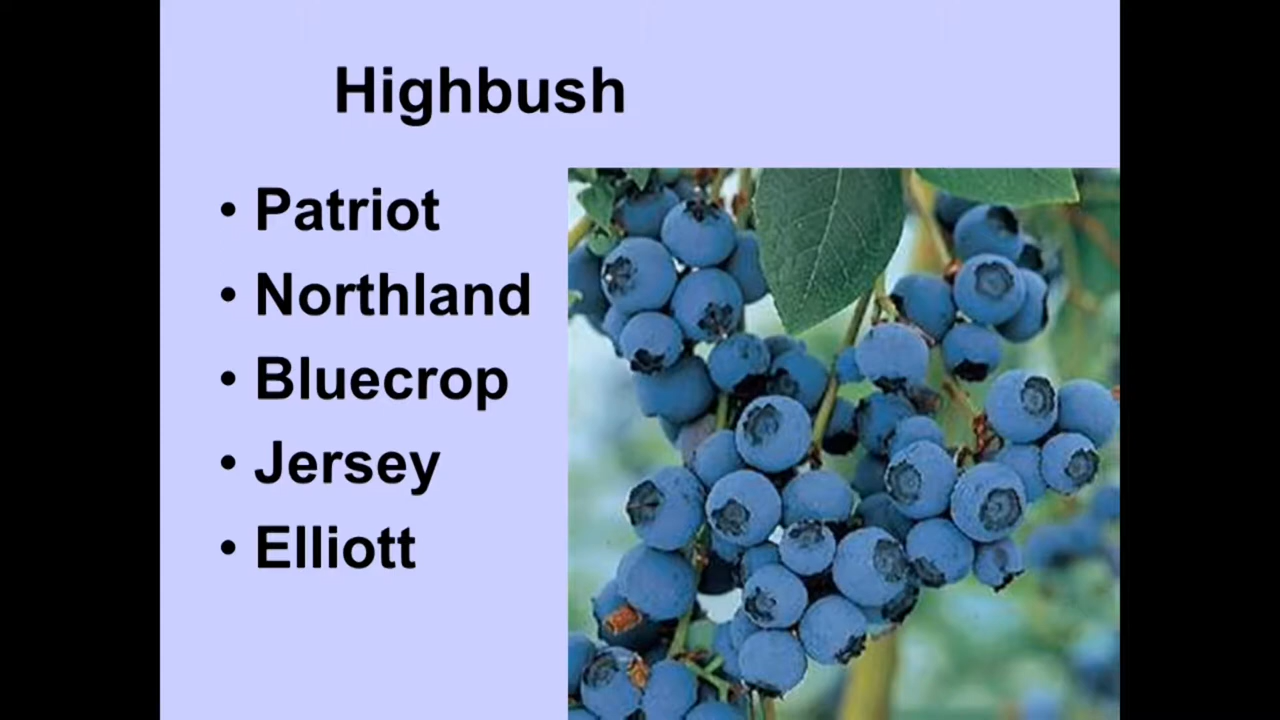 Highbush
• Patriot
• Northland
• Bluecrop
• Jersey
• Elliott